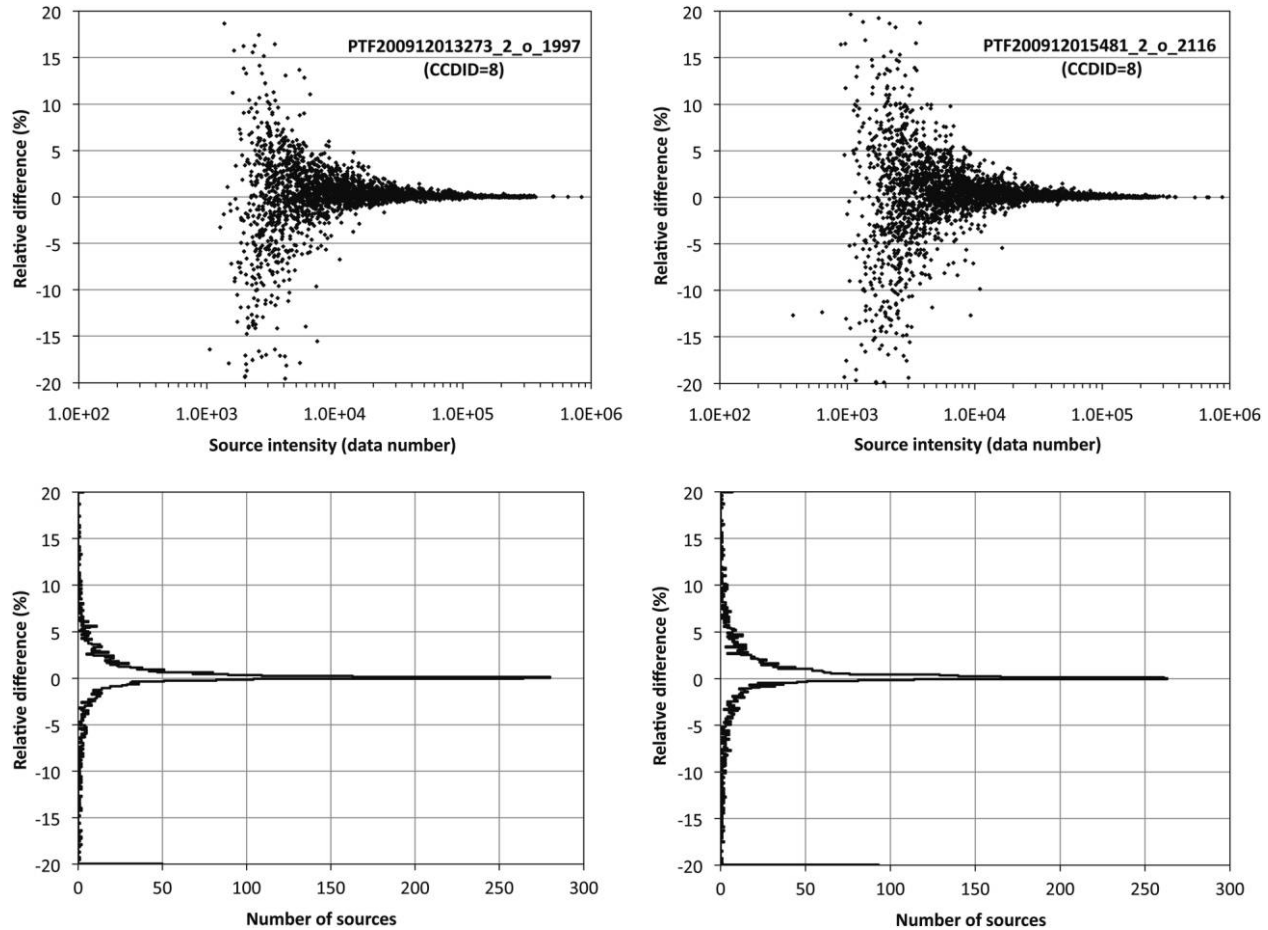 20
15
10
5
0
-5
-10
-15
-20
Relative difference (%)
PTF200912013273_2_o_1997
(CCDID=8)
1.0E+02 1.0E+03 1.0E+04 1.0E+05 1.0E+06
Source intensity (data number)
20
15
10
5
0
-5
-10
-15
-20
Relative difference (%)
PTF200912015481_2_o_2116
(CCDID=8)
1.0E+02 1.0E+03 1.0E+04 1.0E+05 1.0E+06
Source intensity (data number)
20
15
10
5
0
-5
-10
-15
-20
Relative difference (%)
0 50 100 150 200 250 300
Number of sources
20
15
10
5
0
-5
-10
-15
-20
Relative difference (%)
0 50 100 150 200 250 300
Number of sources